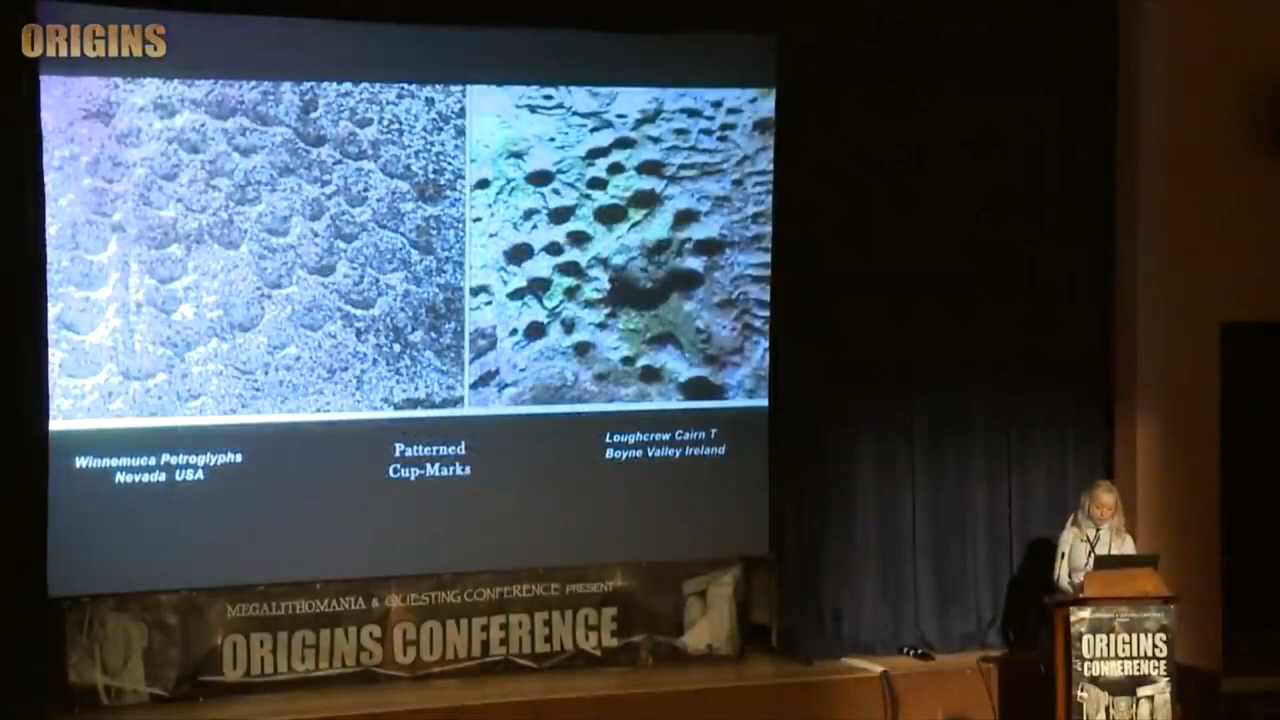 ORIGINS
Winnemuca Petroglyphs
Nevada USA
Patterned
Cup-Marks
Loughcrew Cairn T
Boyne Valley Ireland
MEGALITHOMANIA & QUESTING CONFERENCE PRESENT
ORIGINS CONFERENCE
ORIGINS
CONFERENCE